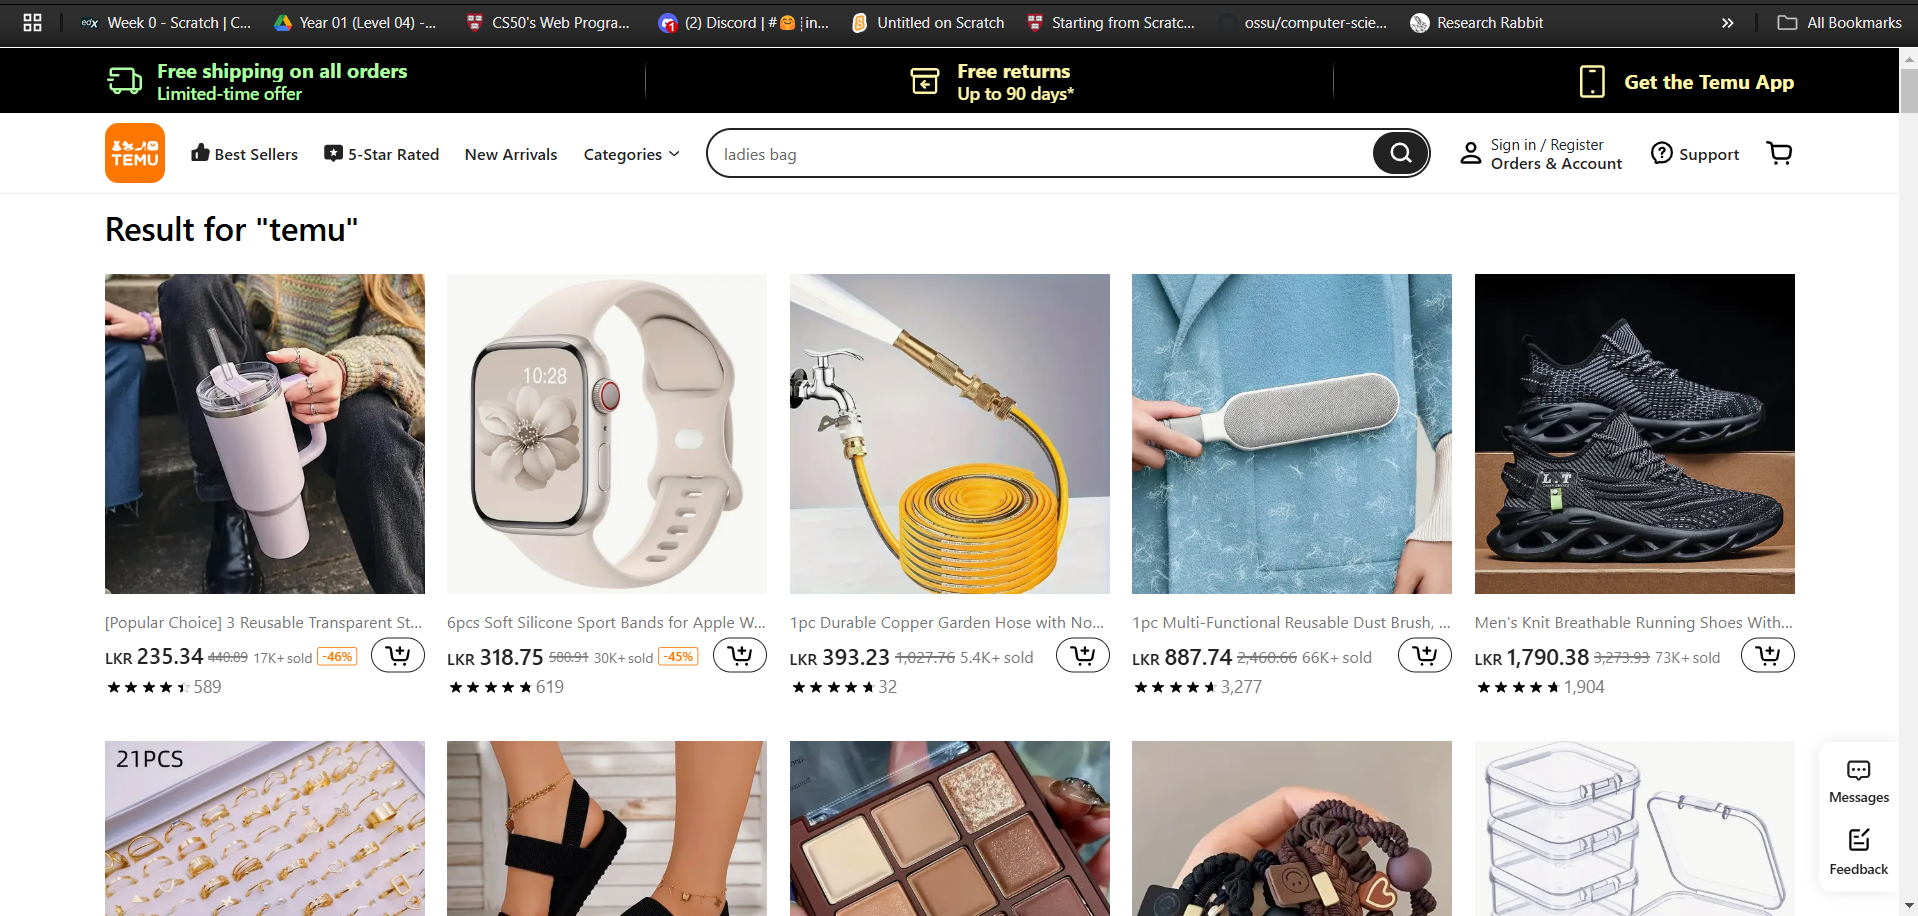 Week 0 - Scratch | C...
Year 01 (Level 04) -...
CS50's Web Progra...
(2) Discord | #🤗┊in...
Untitled on Scratch
Starting from Scratc...
ossu/computer-scie...
Research Rabbit
All Bookmarks
Free shipping on all orders
Limited-time offer
Free returns
Up to 90 days*
Get the Temu App
TEMU
Best Sellers
5-Star Rated
New Arrivals
Categories
ladies bag
Sign in / Register
Orders & Account
Support
Result for "temu"
10:28
L.T
[Popular Choice] 3 Reusable Transparent St...
LKR 235.34 440.89 17K+ sold -46%
589
6pcs Soft Silicone Sport Bands for Apple W...
LKR 318.75 580.91 30K+ sold -45%
619
1pc Durable Copper Garden Hose with No...
LKR 393.23 1,027.76 5.4K+ sold
32
1pc Multi-Functional Reusable Dust Brush, ...
LKR 887.74 2,460.66 66K+ sold
3,277
Men's Knit Breathable Running Shoes With...
LKR 1,790.38 3,273.93 73K+ sold
1,904
21PCS
Messages
Feedback